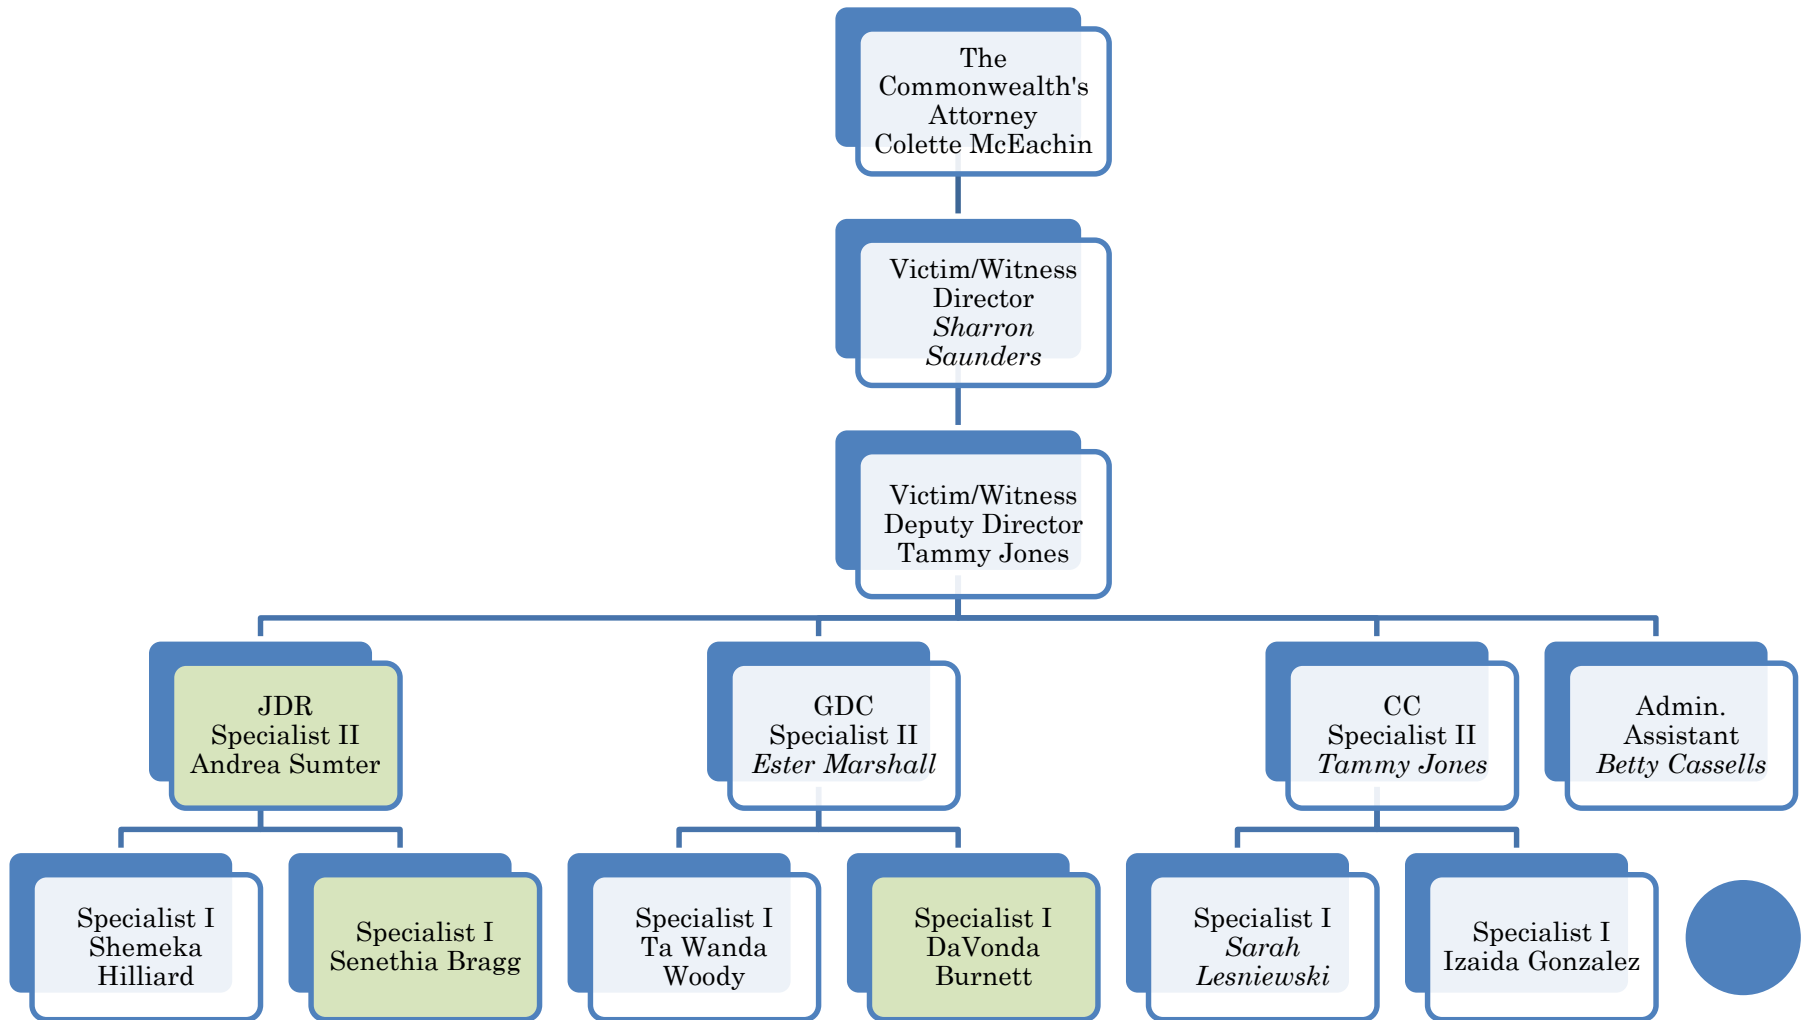 The
Commonwealth's
Attorney
Colette McEachin
Victim/Witness
Director
Sharron
Saunders
Victim/Witness
Deputy Director
Tammy Jones
JDR
Specialist II
Andrea Sumter
GDC
Specialist II
Ester Marshall
CC
Specialist II
Tammy Jones
Admin.
Assistant
Betty Cassells
Specialist I
Shemeka
Hilliard
Specialist I
Senethia Bragg
Specialist I
Ta Wanda
Woody
Specialist I
DaVonda
Burnett
Specialist I
Sarah
Lesniewski
Specialist I
Izaida Gonzalez